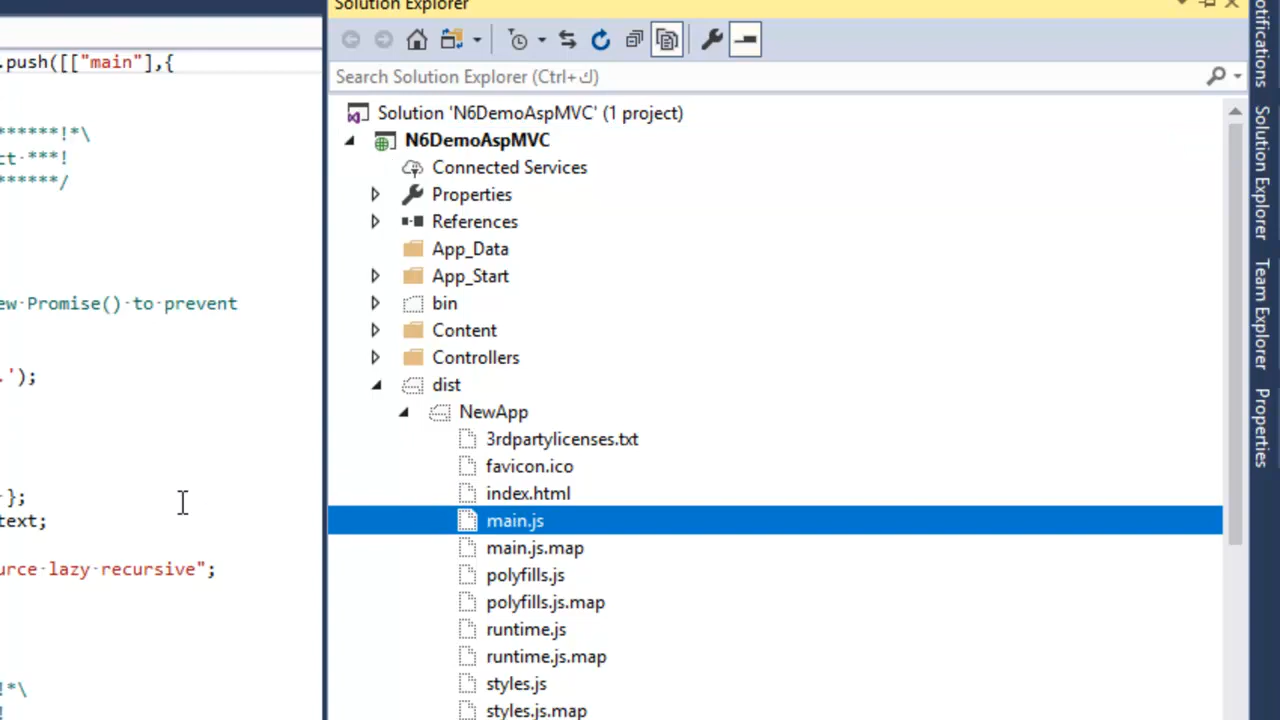 Solution Explorer
.push([["main"],{
Search Solution Explorer (Ctrl+ك)
Solution 'N6DemoAspMVC' (1 project)
******!*\
N6DemoAspMVC
ct ***!
Connected Services
******/
Properties
References
App_Data
App_Start
ew Promise() to prevent
bin
Content
Controllers
.');
dist
NewApp
3rdpartylicenses.txt
favicon.ico
index.html
};
main.js
text;
main.js.map
urce lazy recursive";
polyfills.js
polyfills.js.map
runtime.js
runtime.js.map
styles.js
!*\
styles.js.map
!
otifications
Solution Explorer
Team Explorer
Properties